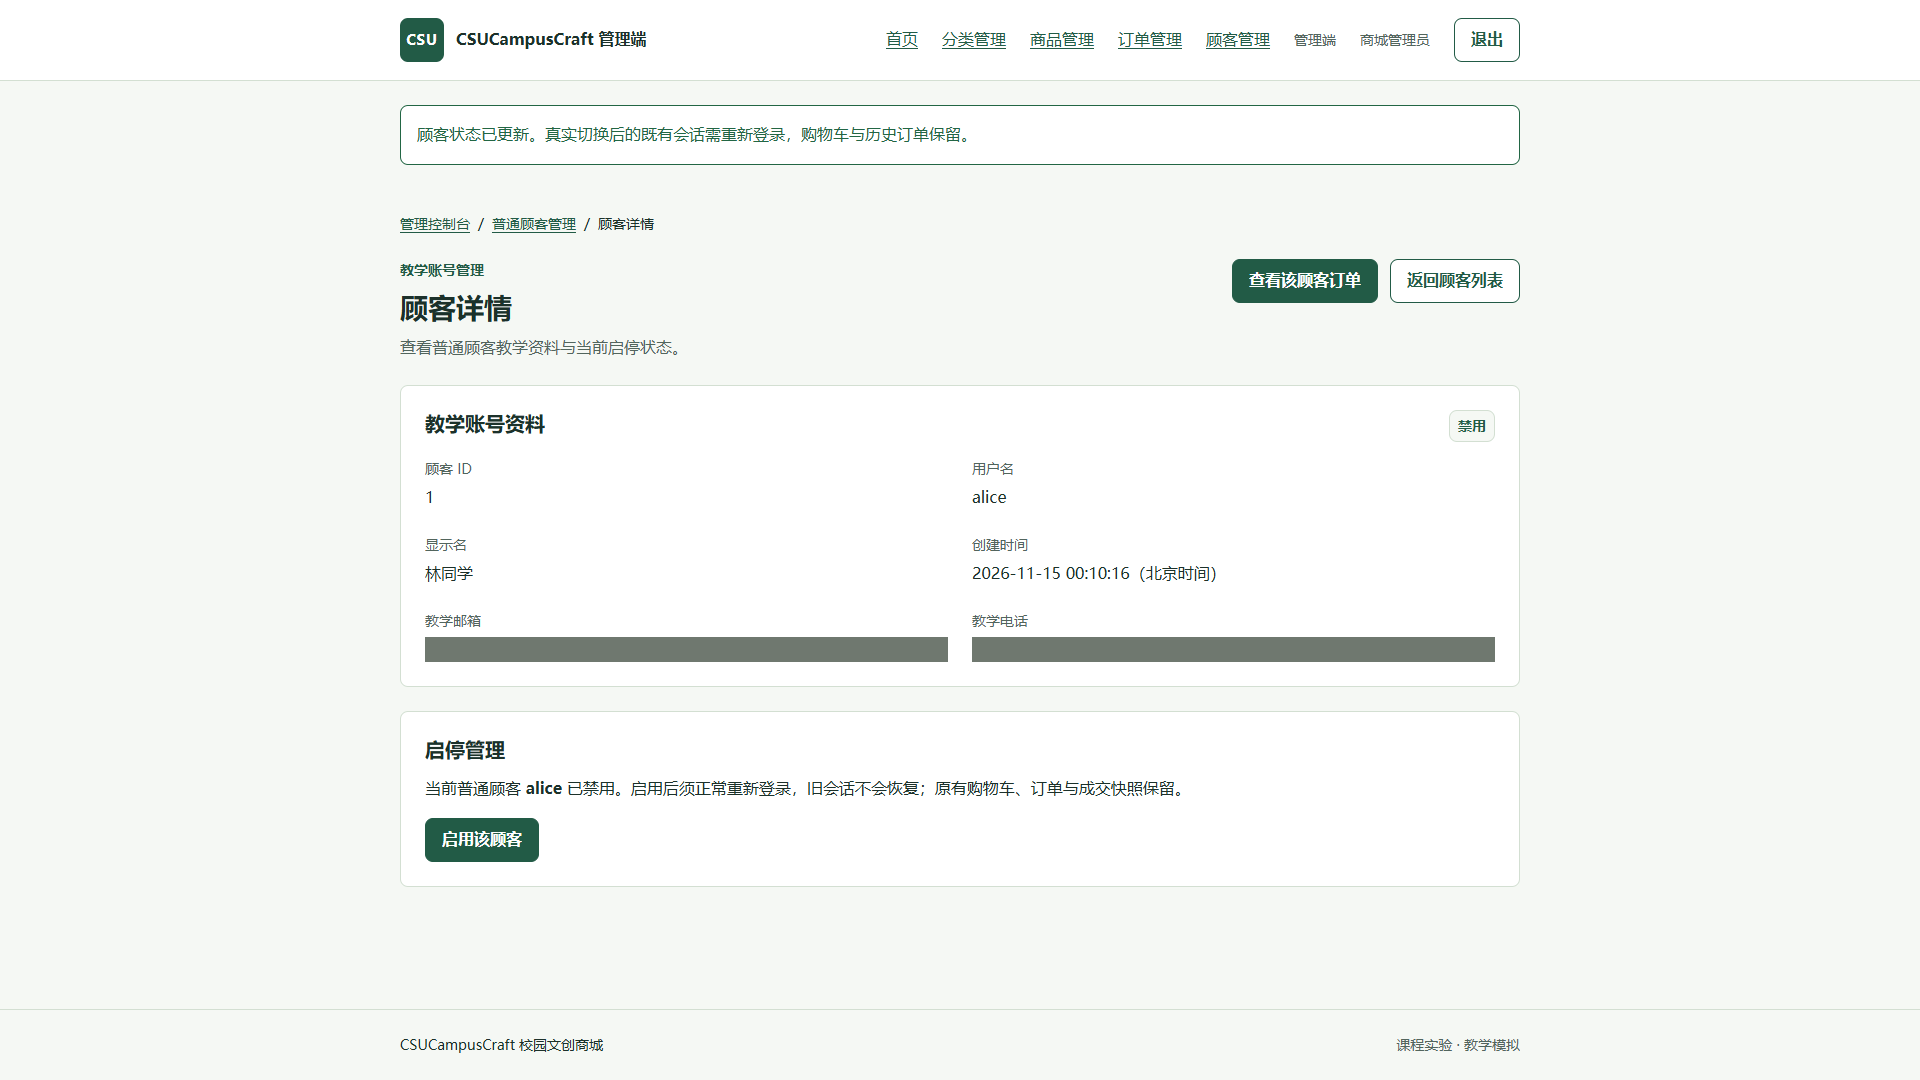 CSU CSUCampusCraft 管理端 首页 分类管理 商品管理 订单管理 顾客管理 管理端 商城管理员 退出
顾客状态已更新。真实切换后的既有会话需重新登录，购物车与历史订单保留。
管理控制台 / 普通顾客管理 / 顾客详情
教学账号管理
顾客详情
查看普通顾客教学资料与当前启停状态。
查看该顾客订单 返回顾客列表
教学账号资料 禁用
顾客 ID 用户名
1 alice
显示名 创建时间
林同学 2026-11-15 00:10:16（北京时间）
教学邮箱 教学电话
启停管理
当前普通顾客 alice 已禁用。启用后须正常重新登录，旧会话不会恢复；原有购物车、订单与成交快照保留。
启用该顾客
CSUCampusCraft 校园文创商城 课程实验 · 教学模拟